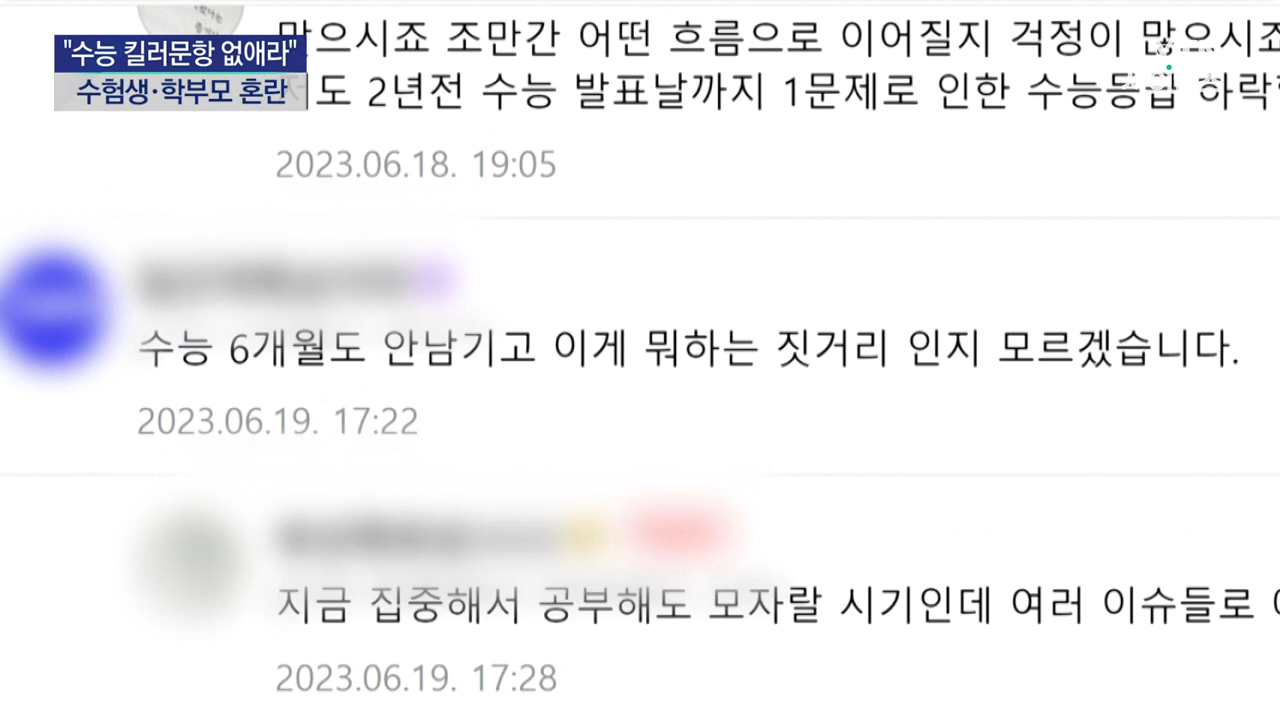 "수능 킬러문항 없애라"
수험생·학부모 혼란
많으시죠 조만간 어떤 흐름으로 이어질지 걱정이 많으시죠
도 2년전 수능 발표날까지 1문제로 인한 수능등급 하락
2023.06.18. 19:05
수능 6개월도 안남기고 이게 뭐하는 짓거리 인지 모르겠습니다.
2023.06.19. 17:22
지금 집중해서 공부해도 모자랄 시기인데 여러 이슈들로
2023.06.19. 17:28